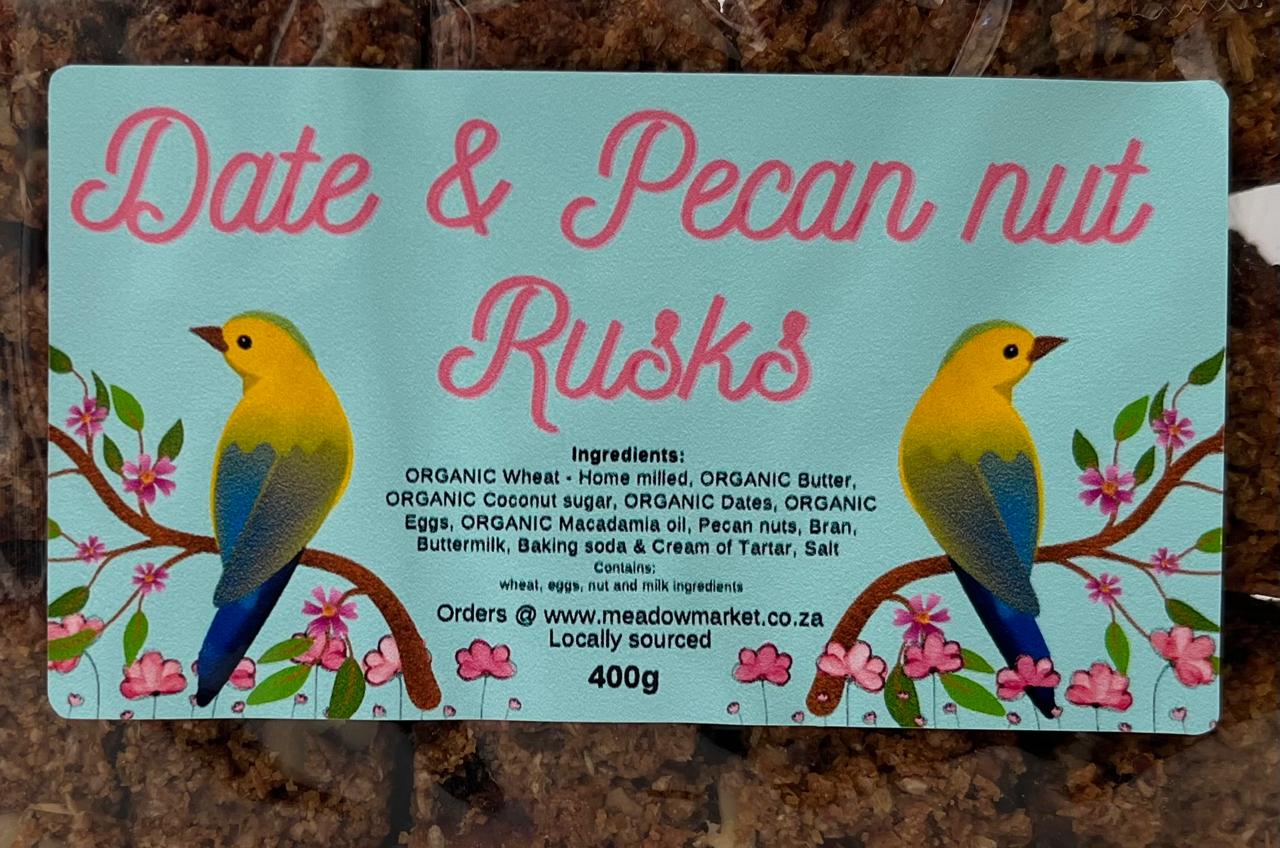 Date & Pecan nut
Rusks
Ingredients:
ORGANIC Wheat - Home milled, ORGANIC Butter,
ORGANIC Coconut sugar, ORGANIC Dates, ORGANIC
Eggs, ORGANIC Macadamia oil, Pecan nuts, Bran,
Buttermilk, Baking soda & Cream of Tartar, Salt
Contains:
wheat, eggs, nut and milk ingredients
Orders @ www.meadowmarket.co.za
Locally sourced
400g